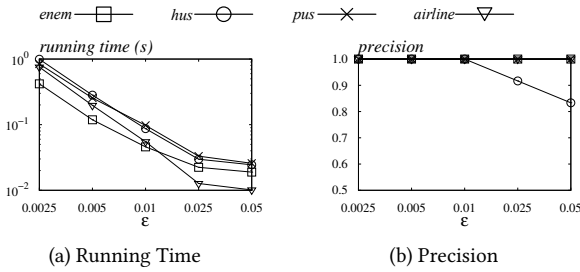 enem hus pus airline
running time (s)
10^0
10^-1
10^-2
0.0025 0.005 0.01 0.025 0.05
ε
(a) Running Time
precision
1.0
0.9
0.8
0.7
0.6
0.5
0.0025 0.005 0.01 0.025 0.05
ε
(b) Precision